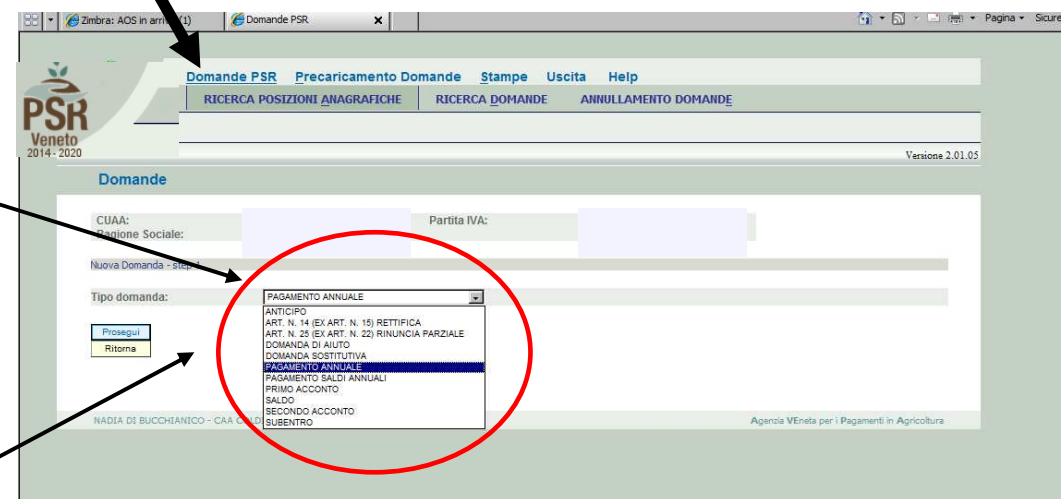 Zimbra: AOS in arri (1) Domande PSR Pagina Sicure
Domande PSR Precaricamento Domande Stampe Uscita Help
RICERCA POSIZIONI ANAGRAFICHE RICERCA DOMANDE ANNULLAMENTO DOMANDE
PSR
Veneto
2014-2020
Versione 2.01.05
Domande
CUAA: Partita IVA:
Ragione Sociale:
Nuova Domanda - step 1
Tipo domanda: PAGAMENTO ANNUALE
ANTICIPO
ART. N. 14 (EX ART. N. 15) RETTIFICA
ART. N. 25 (EX ART. N. 22) RINUNCIA PARZIALE
DOMANDA DI AIUTO
DOMANDA SOSTITUTIVA
PAGAMENTO ANNUALE
PAGAMENTO SALDI ANNUALI
PRIMO ACCONTO
SALDO
SECONDO ACCONTO
SUBENTRO
Prosegui
Ritorna
NADIA DI BUCCHIANICO - CAA Agenzia VEneta per i Pagamenti in Agricoltura